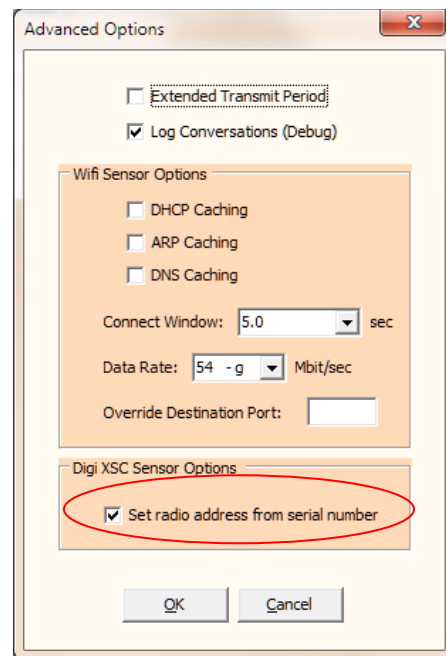 Advanced Options
Extended Transmit Period
Log Conversations (Debug)
Wifi Sensor Options
DHCP Caching
ARP Caching
DNS Caching
Connect Window: 5.0 sec
Data Rate: 54 - g Mbit/sec
Override Destination Port:
Digi XSC Sensor Options
Set radio address from serial number
OK Cancel